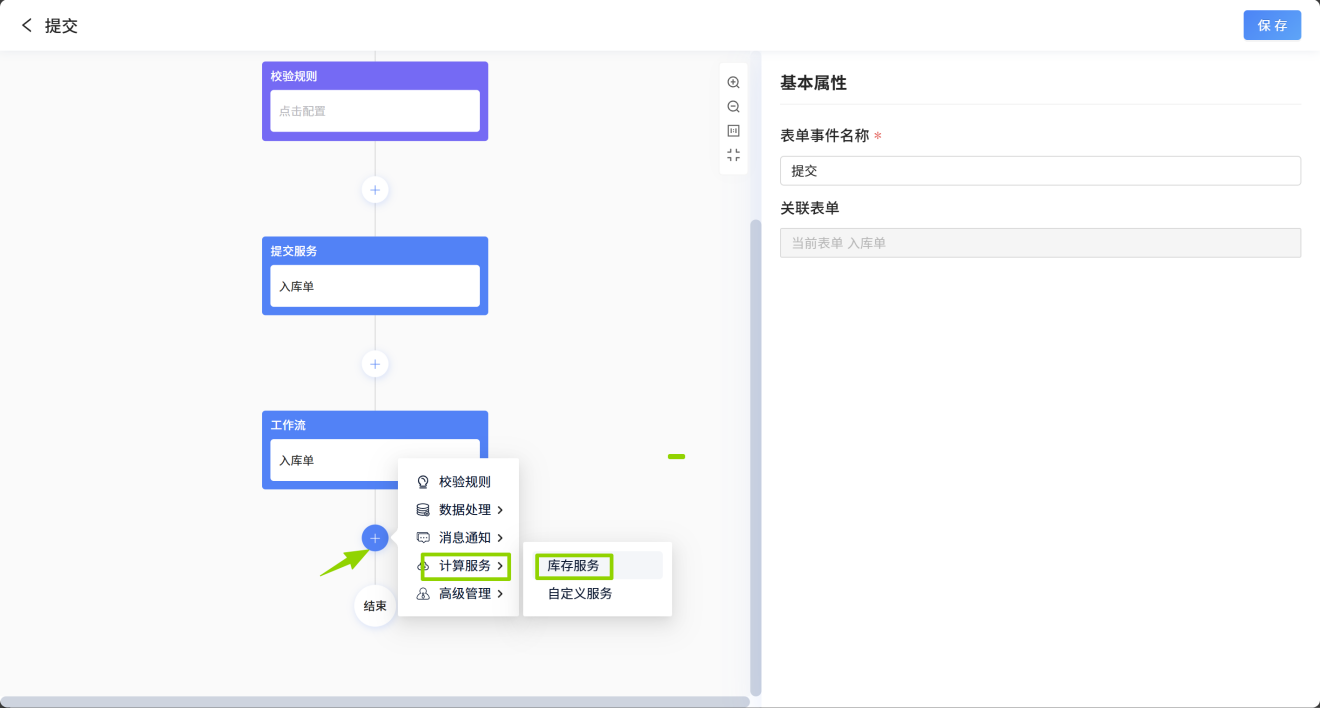 提交
保 存
校验规则
点击配置
提交服务
入库单
工作流
入库单
校验规则
数据处理
消息通知
计算服务
高级管理
库存服务
自定义服务
结束
基本属性
表单事件名称 *
提交
关联表单
当前表单 入库单